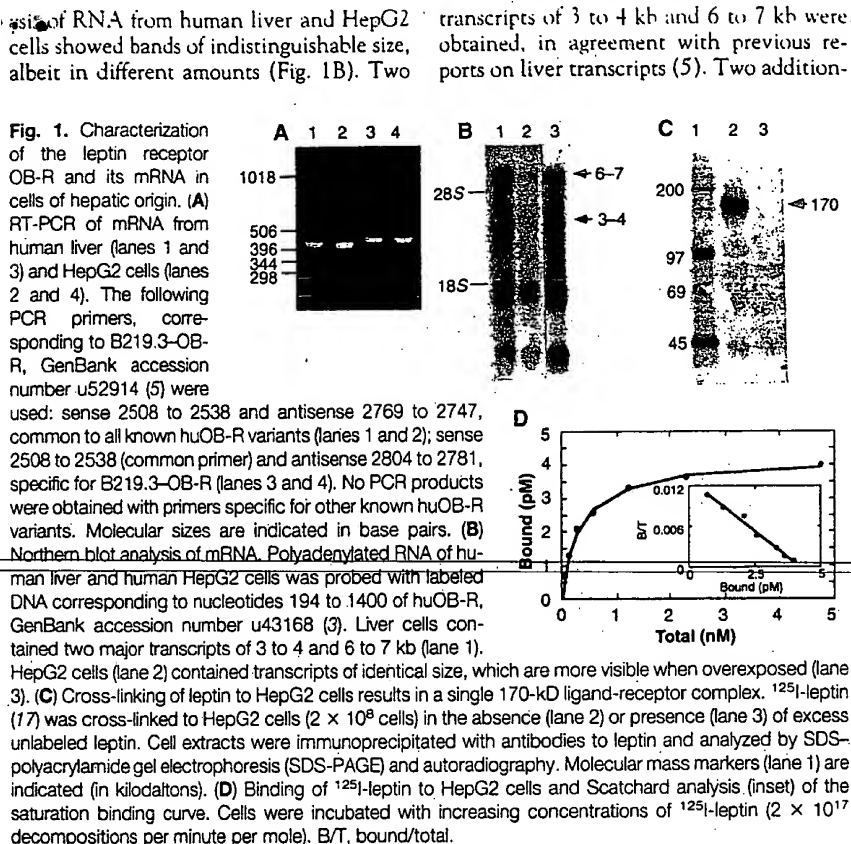 of RNA from human liver and HepG2
cells showed bands of indistinguishable size,
albeit in different amounts (Fig. 1B). Two
transcripts of 3 to 4 kb and 6 to 7 kb were
obtained, in agreement with previous re-
ports on liver transcripts (5). Two addition-
Fig. 1. Characterization
of the leptin receptor
OB-R and its mRNA in
cells of hepatic origin. (A)
RT-PCR of mRNA from
human liver (lanes 1 and
3) and HepG2 cells (lanes
2 and 4). The following
PCR primers, corre-
sponding to B219.3–OB-
R, GenBank accession
number u52914 (5) were
used: sense 2508 to 2538 and antisense 2769 to 2747,
common to all known huOB-R variants (lanes 1 and 2); sense
2508 to 2538 (common primer) and antisense 2804 to 2781,
specific for B219.3–OB-R (lanes 3 and 4). No PCR products
were obtained with primers specific for other known huOB-R
variants. Molecular sizes are indicated in base pairs. (B)
Northern blot analysis of mRNA. Polyadenylated RNA of hu-
man liver and human HepG2 cells was probed with labeled
DNA corresponding to nucleotides 194 to 1400 of huOB-R,
GenBank accession number u43168 (3). Liver cells con-
tained two major transcripts of 3 to 4 and 6 to 7 kb (lane 1).
HepG2 cells (lane 2) contained transcripts of identical size, which are more visible when overexposed (lane
3). (C) Cross-linking of leptin to HepG2 cells results in a single 170-kD ligand-receptor complex. ¹²⁵I-leptin
(17) was cross-linked to HepG2 cells (2 × 10⁸ cells) in the absence (lane 2) or presence (lane 3) of excess
unlabeled leptin. Cell extracts were immunoprecipitated with antibodies to leptin and analyzed by SDS–
polyacrylamide gel electrophoresis (SDS-PAGE) and autoradiography. Molecular mass markers (lane 1) are
indicated (in kilodaltons). (D) Binding of ¹²⁵I-leptin to HepG2 cells and Scatchard analysis (inset) of the
saturation binding curve. Cells were incubated with increasing concentrations of ¹²⁵I-leptin (2 × 10¹⁷
decompositions per minute per mole). B/T, bound/total.
A 1 2 3 4
1018
506
396
344
298
B 1 2 3
28S
18S
6–7
3–4
C 1 2 3
200
97
69
45
170
D
5
4
3
2
1
0
Bound (pM)
0 1 2 3 4 5
Total (nM)
0.012
0.006
0
B/T
0 2.5 5
Bound (pM)